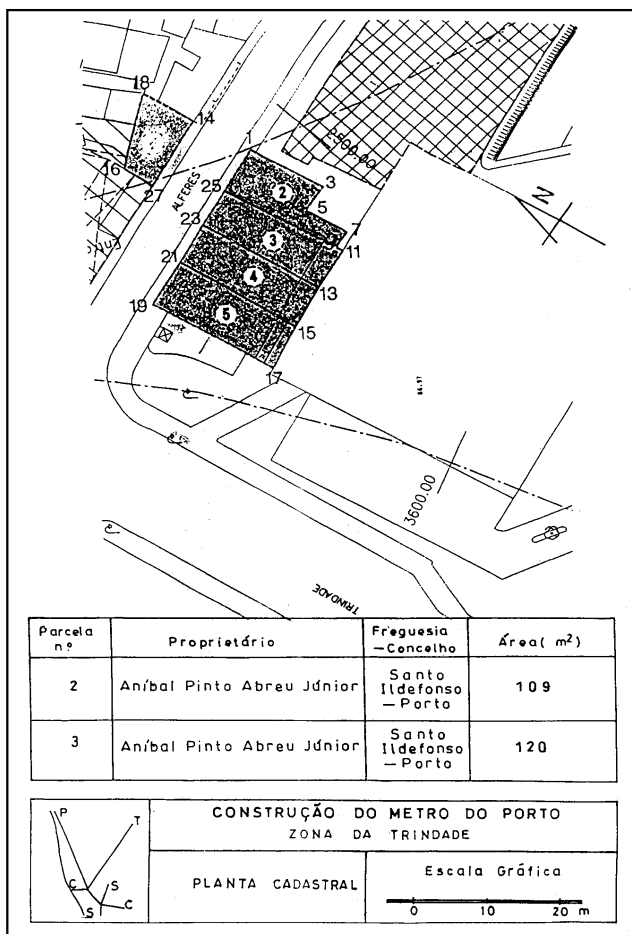 18
14
1
3500.00
16
27
ALFERES
25
2
3
5
N
23
3
7
11
21
4
13
19
5
15
17
86.97
3600.00
TRINDADE
Parcela nº
Proprietário
Freguesia
—Concelho
Área( m²)
2
Aníbal Pinto Abreu Júnior
Santo
Ildefonso
— Porto
109
3
Aníbal Pinto Abreu Júnior
Santo
Ildefonso
— Porto
120
P
T
C
S
S
C
CONSTRUÇÃO DO METRO DO PORTO
ZONA DA TRINDADE
PLANTA CADASTRAL
Escala Gráfica
0 10 20 m